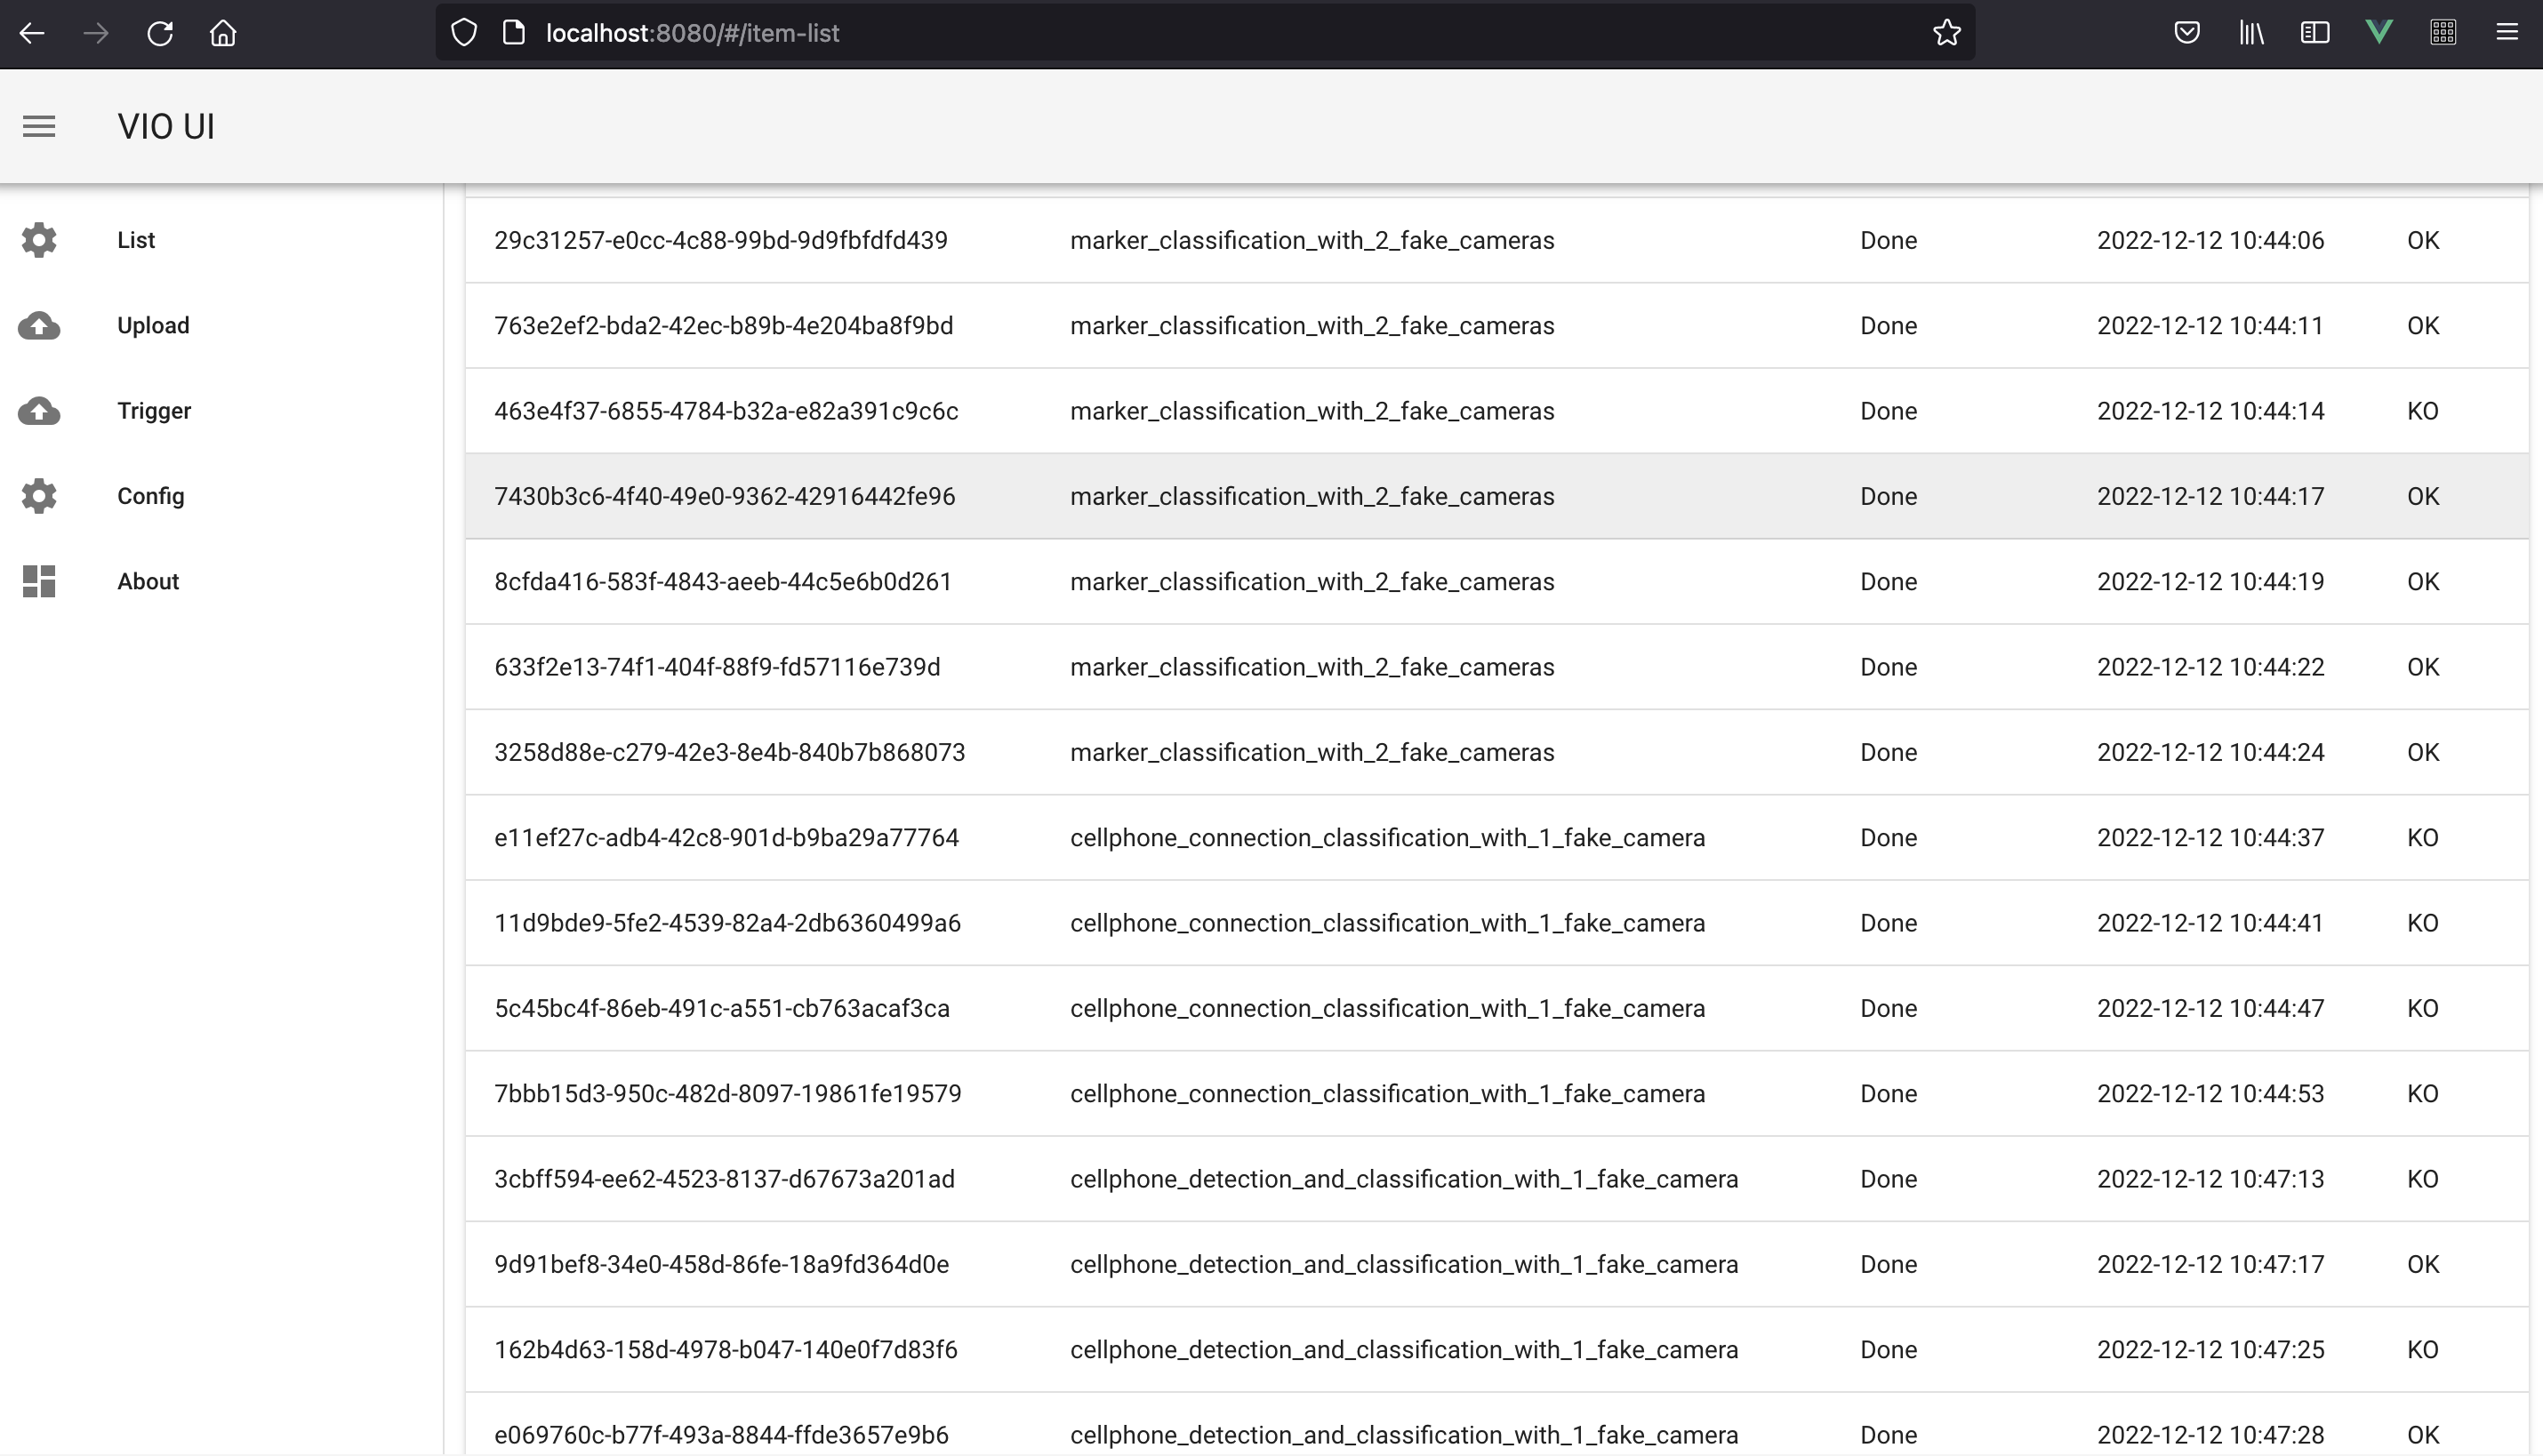 localhost:8080/#/item-list
VIO UI
List
Upload
Trigger
Config
About
29c31257-e0cc-4c88-99bd-9d9fbfdfd439 marker_classification_with_2_fake_cameras Done 2022-12-12 10:44:06 OK
763e2ef2-bda2-42ec-b89b-4e204ba8f9bd marker_classification_with_2_fake_cameras Done 2022-12-12 10:44:11 OK
463e4f37-6855-4784-b32a-e82a391c9c6c marker_classification_with_2_fake_cameras Done 2022-12-12 10:44:14 KO
7430b3c6-4f40-49e0-9362-42916442fe96 marker_classification_with_2_fake_cameras Done 2022-12-12 10:44:17 OK
8cfda416-583f-4843-aeeb-44c5e6b0d261 marker_classification_with_2_fake_cameras Done 2022-12-12 10:44:19 OK
633f2e13-74f1-404f-88f9-fd57116e739d marker_classification_with_2_fake_cameras Done 2022-12-12 10:44:22 OK
3258d88e-c279-42e3-8e4b-840b7b868073 marker_classification_with_2_fake_cameras Done 2022-12-12 10:44:24 OK
e11ef27c-adb4-42c8-901d-b9ba29a77764 cellphone_connection_classification_with_1_fake_camera Done 2022-12-12 10:44:37 KO
11d9bde9-5fe2-4539-82a4-2db6360499a6 cellphone_connection_classification_with_1_fake_camera Done 2022-12-12 10:44:41 KO
5c45bc4f-86eb-491c-a551-cb763acaf3ca cellphone_connection_classification_with_1_fake_camera Done 2022-12-12 10:44:47 KO
7bbb15d3-950c-482d-8097-19861fe19579 cellphone_connection_classification_with_1_fake_camera Done 2022-12-12 10:44:53 KO
3cbff594-ee62-4523-8137-d67673a201ad cellphone_detection_and_classification_with_1_fake_camera Done 2022-12-12 10:47:13 KO
9d91bef8-34e0-458d-86fe-18a9fd364d0e cellphone_detection_and_classification_with_1_fake_camera Done 2022-12-12 10:47:17 OK
162b4d63-158d-4978-b047-140e0f7d83f6 cellphone_detection_and_classification_with_1_fake_camera Done 2022-12-12 10:47:25 KO
e069760c-b77f-493a-8844-ffde3657e9b6 cellphone_detection_and_classification_with_1_fake_camera Done 2022-12-12 10:47:28 OK